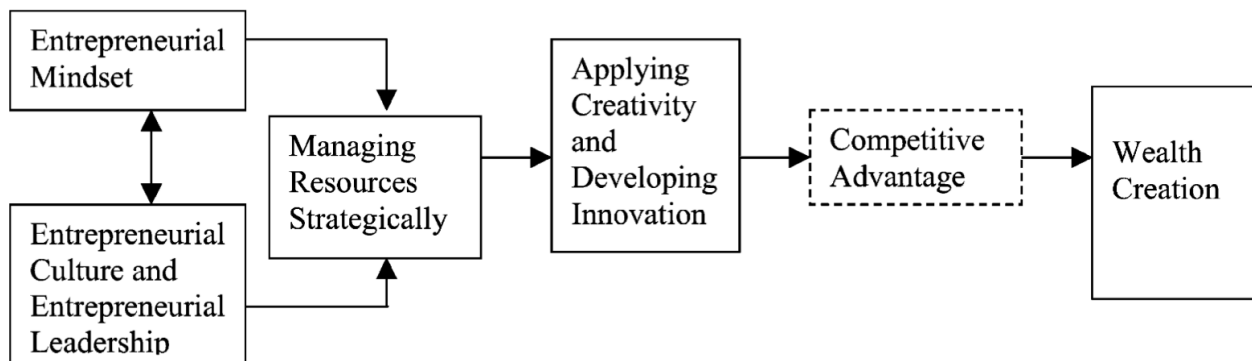 Entrepreneurial
Mindset
Entrepreneurial
Culture and
Entrepreneurial
Leadership
Managing
Resources
Strategically
Applying
Creativity
and
Developing
Innovation
Competitive
Advantage
Wealth
Creation